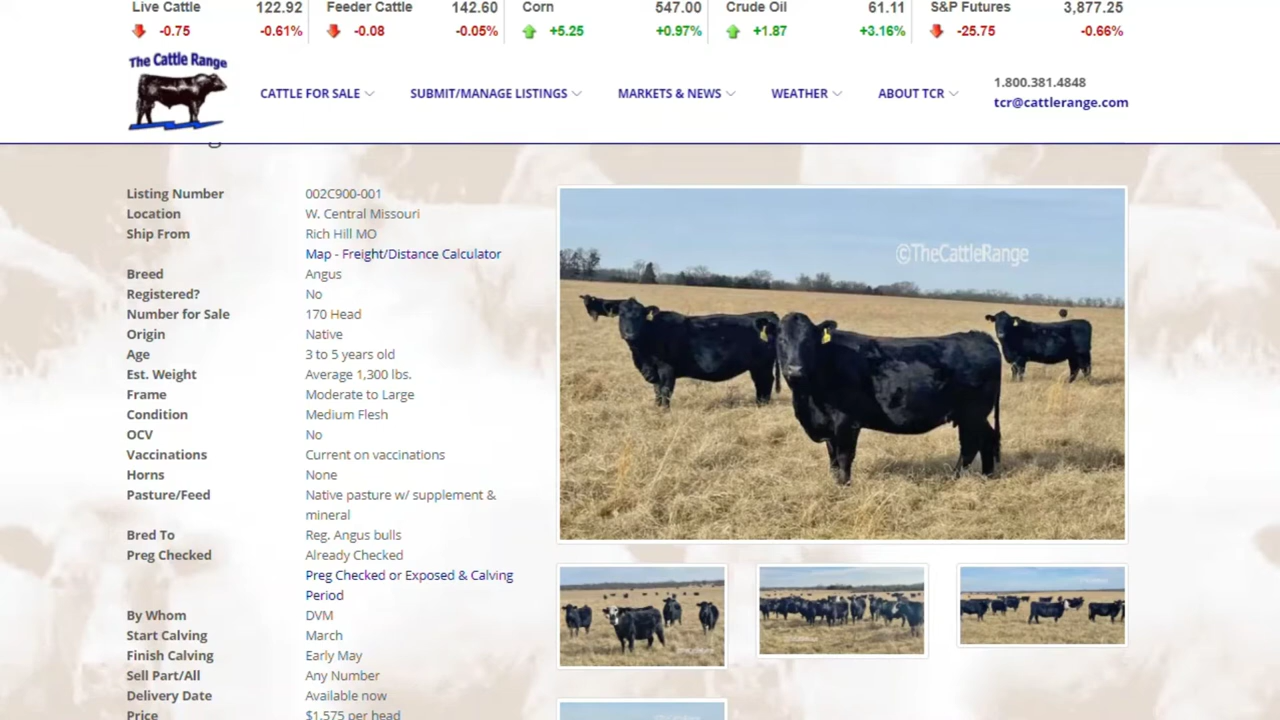 Live Cattle 122.92 Feeder Cattle 142.60 Corn 547.00 Crude Oil 61.11 S&P Futures 3,877.25
-0.75 -0.61% -0.08 -0.05% +5.25 +0.97% +1.87 +3.16% -25.75 -0.66%
The Cattle Range
CATTLE FOR SALE SUBMIT/MANAGE LISTINGS MARKETS & NEWS WEATHER ABOUT TCR
1.800.381.4848
tcr@cattlerange.com
Listing Number 002C900-001
Location W. Central Missouri
Ship From Rich Hill MO
Map - Freight/Distance Calculator
Breed Angus
Registered? No
Number for Sale 170 Head
Origin Native
Age 3 to 5 years old
Est. Weight Average 1,300 lbs.
Frame Moderate to Large
Condition Medium Flesh
OCV No
Vaccinations Current on vaccinations
Horns None
Pasture/Feed Native pasture w/ supplement &
mineral
Bred To Reg. Angus bulls
Preg Checked Already Checked
Preg Checked or Exposed & Calving
Period
By Whom DVM
Start Calving March
Finish Calving Early May
Sell Part/All Any Number
Delivery Date Available now
Price $1,575 per head
©TheCattleRange